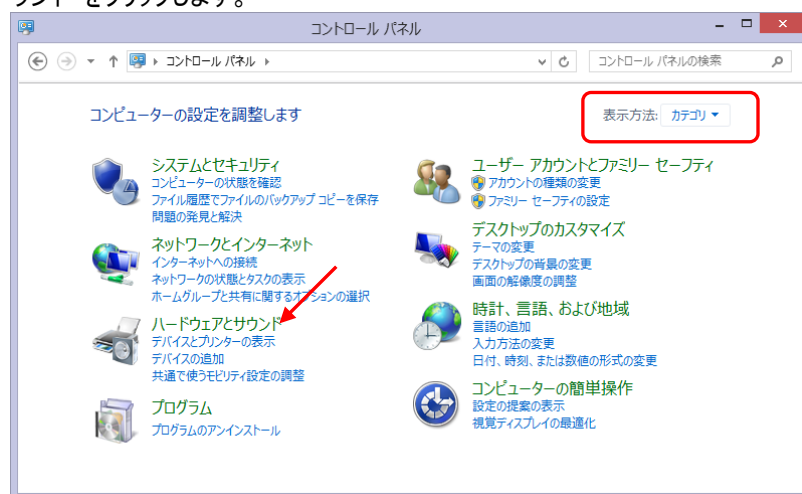 ウンド" をクリックします。
コントロール パネル
コントロール パネル
コントロール パネルの検索
コンピューターの設定を調整します
表示方法: カテゴリ
システムとセキュリティ
コンピューターの状態を確認
ファイル履歴でファイルのバックアップ コピーを保存
問題の発見と解決
ネットワークとインターネット
インターネットへの接続
ネットワークの状態とタスクの表示
ホームグループと共有に関するオプションの選択
ハードウェアとサウンド
デバイスとプリンターの表示
デバイスの追加
共通で使うモビリティ設定の調整
プログラム
プログラムのアンインストール
ユーザー アカウントとファミリー セーフティ
アカウントの種類の変更
ファミリー セーフティの設定
デスクトップのカスタマイズ
テーマの変更
デスクトップの背景の変更
画面の解像度の調整
時計、言語、および地域
言語の追加
入力方法の変更
日付、時刻、または数値の形式の変更
コンピューターの簡単操作
設定の提案の表示
視覚ディスプレイの最適化